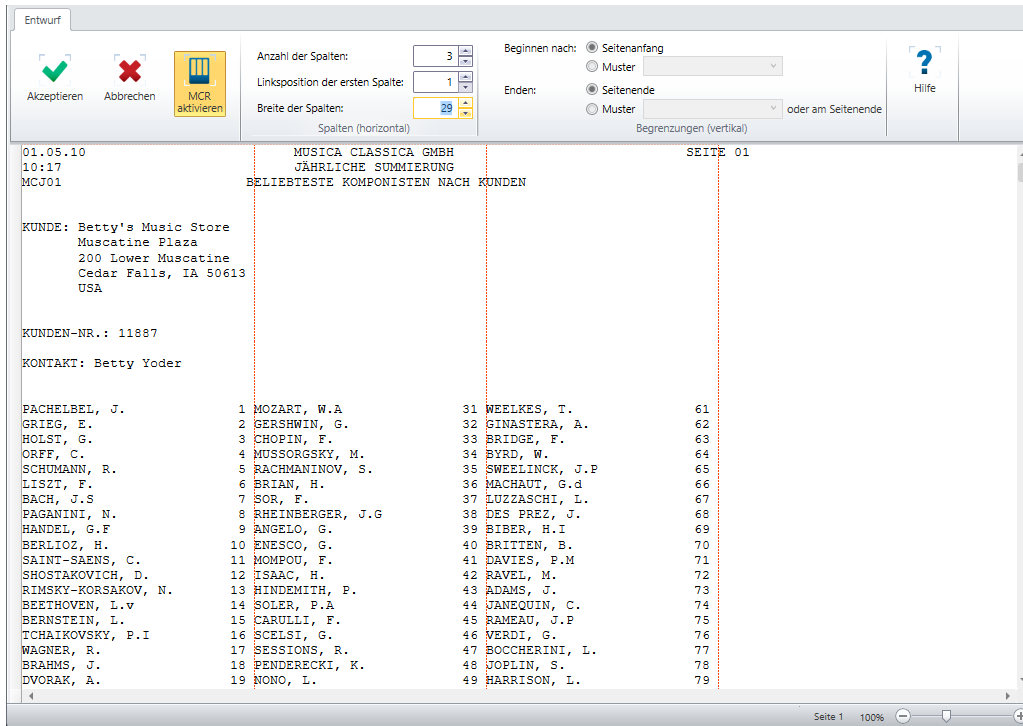 Entwurf
Akzeptieren
Abbrechen
MCR
aktivieren
Anzahl der Spalten: 3
Linksposition der ersten Spalte: 1
Breite der Spalten: 29
Spalten (horizontal)
Beginnen nach: Seitenanfang
Muster
Enden: Seitenende
Muster oder am Seitenende
Begrenzungen (vertikal)
?
Hilfe
01.05.10 MUSICA CLASSICA GMBH SEITE 01
10:17 JÄHRLICHE SUMMIERUNG
MCJ01 BELIEBTESTE KOMPONISTEN NACH KUNDEN
KUNDE: Betty's Music Store
Muscatine Plaza
200 Lower Muscatine
Cedar Falls, IA 50613
USA
KUNDEN-NR.: 11887
KONTAKT: Betty Yoder
PACHELBEL, J. 1 MOZART, W.A 31 WEELKES, T. 61
GRIEG, E. 2 GERSHWIN, G. 32 GINASTERA, A. 62
HOLST, G. 3 CHOPIN, F. 33 BRIDGE, F. 63
ORFF, C. 4 MUSSORGSKY, M. 34 BYRD, W. 64
SCHUMANN, R. 5 RACHMANINOV, S. 35 SWEELINCK, J.P 65
LISZT, F. 6 BRIAN, H. 36 MACHAUT, G.d 66
BACH, J.S 7 SOR, F. 37 LUZZASCHI, L. 67
PAGANINI, N. 8 RHEINBERGER, J.G 38 DES PREZ, J. 68
HANDEL, G.F 9 ANGELO, G. 39 BIBER, H.I 69
BERLIOZ, H. 10 ENESCO, G. 40 BRITTEN, B. 70
SAINT-SAENS, C. 11 MOMPOU, F. 41 DAVIES, P.M 71
SHOSTAKOVICH, D. 12 ISAAC, H. 42 RAVEL, M. 72
RIMSKY-KORSAKOV, N. 13 HINDEMITH, P. 43 ADAMS, J. 73
BEETHOVEN, L.v 14 SOLER, P.A 44 JANEQUIN, C. 74
BERNSTEIN, L. 15 CARULLI, F. 45 RAMEAU, J.P 75
TCHAIKOVSKY, P.I 16 SCELSI, G. 46 VERDI, G. 76
WAGNER, R. 17 SESSIONS, R. 47 BOCCHERINI, L. 77
BRAHMS, J. 18 PENDERECKI, K. 48 JOPLIN, S. 78
DVORAK, A. 19 NONO, L. 49 HARRISON, L. 79
Seite 1 100%